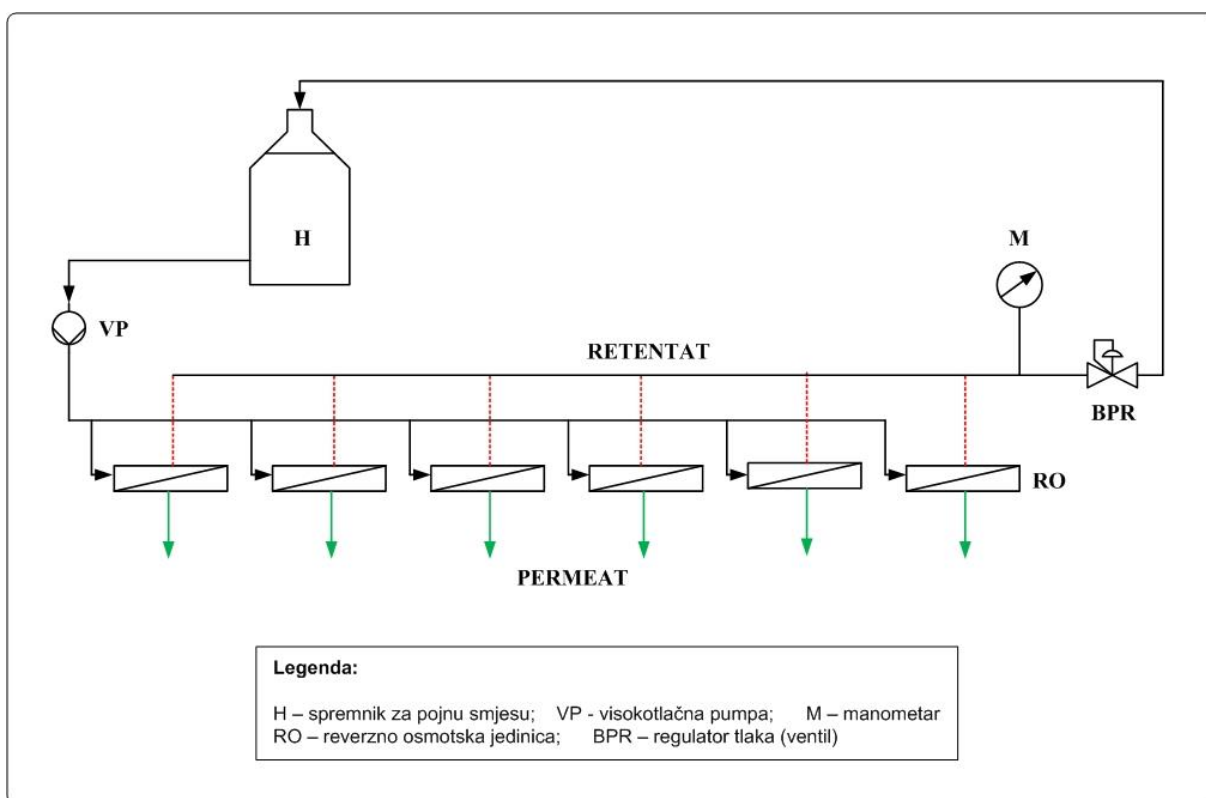 H
M
VP
RETENTAT
BPR
RO
PERMEAT
Legenda:
H – spremnik za pojnu smjesu; VP - visokotlačna pumpa; M – manometar
RO – reverzno osmotska jedinica; BPR – regulator tlaka (ventil)